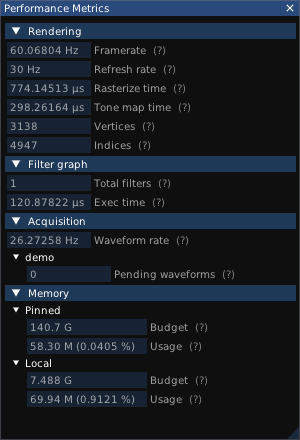 Performance Metrics
Rendering
60.06804 Hz Framerate (?)
30 Hz Refresh rate (?)
774.14513 µs Rasterize time (?)
298.26164 µs Tone map time (?)
3138 Vertices (?)
4947 Indices (?)
Filter graph
1 Total filters (?)
120.87822 µs Exec time (?)
Acquisition
26.27258 Hz Waveform rate (?)
demo
0 Pending waveforms (?)
Memory
Pinned
140.7 G Budget (?)
58.30 M (0.0405 %) Usage (?)
Local
7.488 G Budget (?)
69.94 M (0.9121 %) Usage (?)